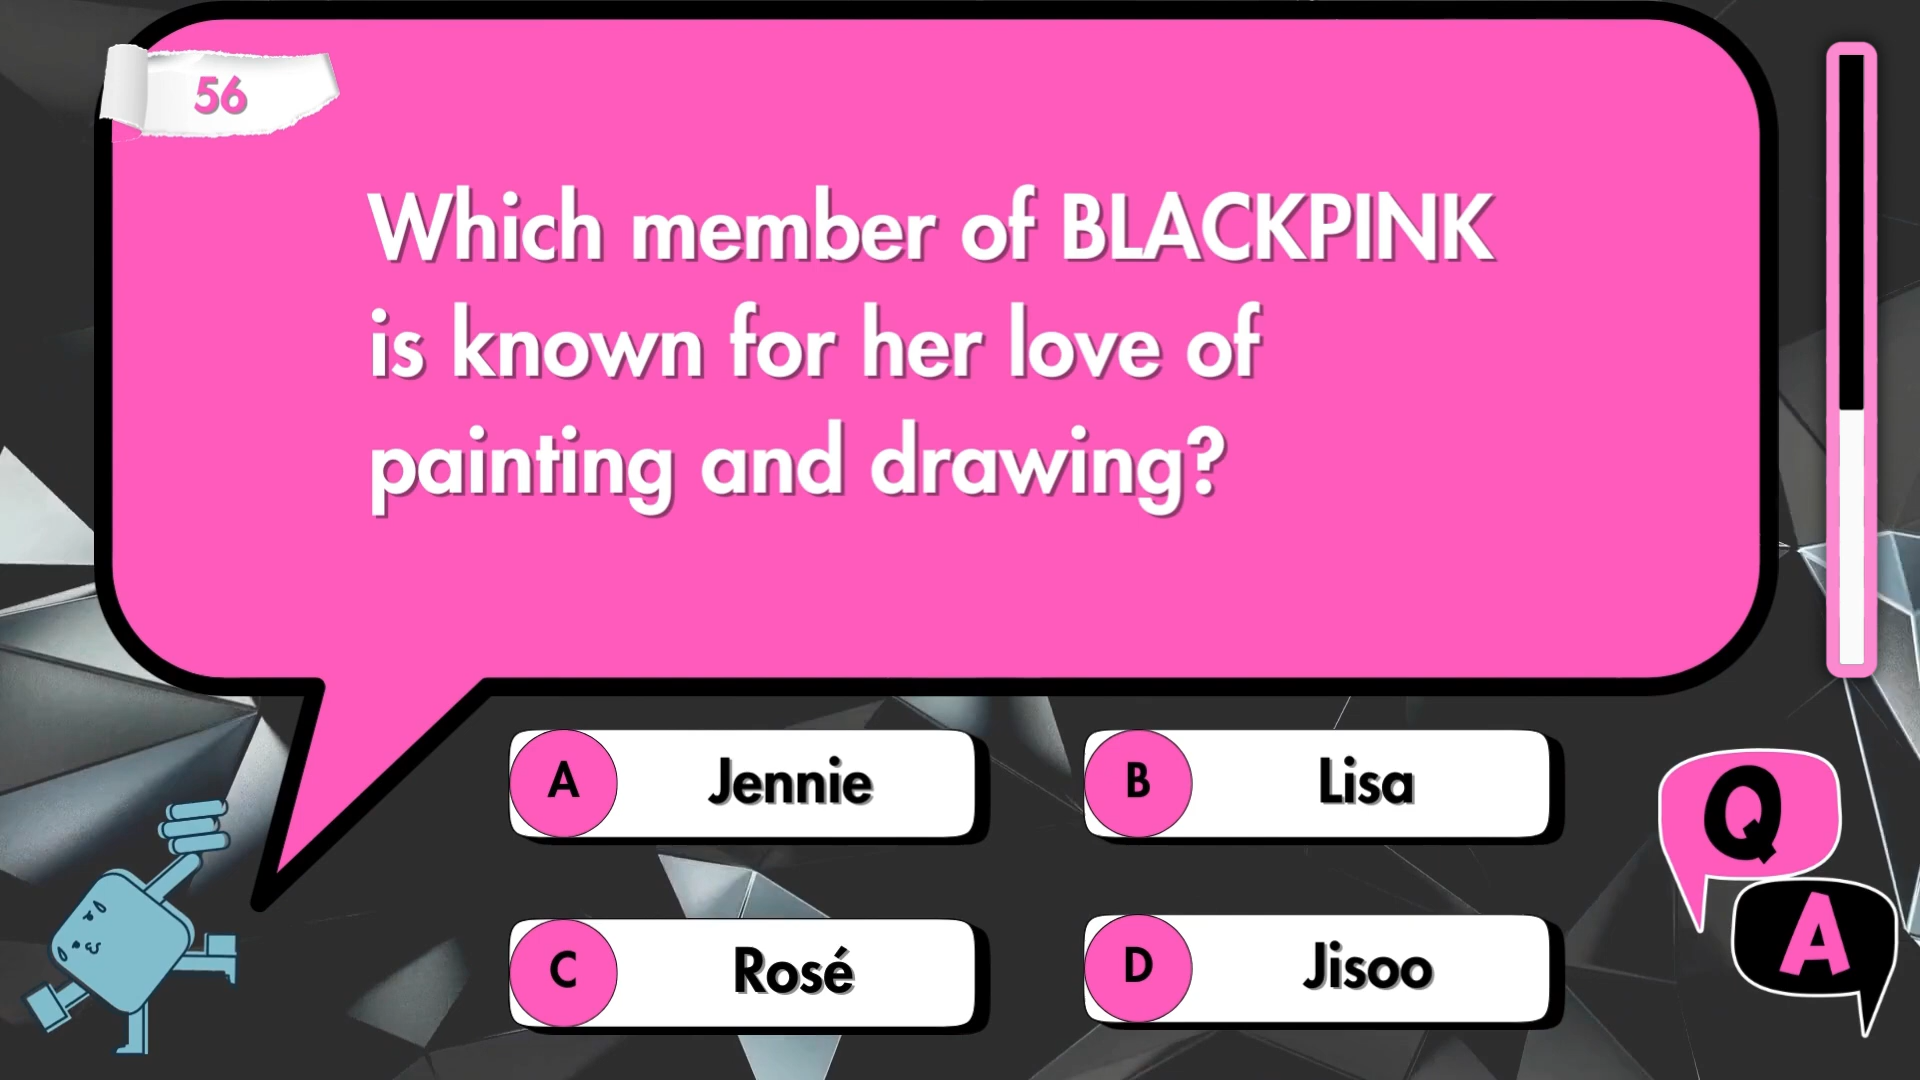 56
Which member of BLACKPINK
is known for her love of
painting and drawing?
A Jennie
B Lisa
C Rosé
D Jisoo
Q
A